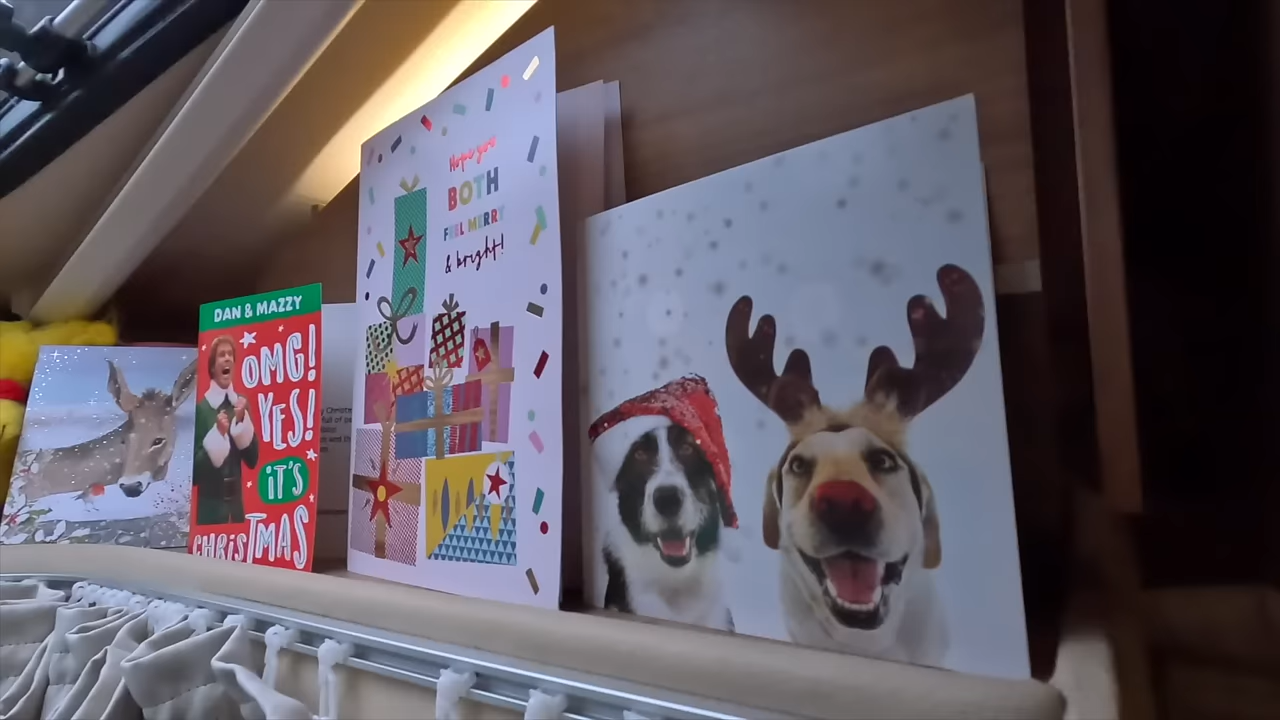 DAN & MAZZY
OMG!
YES!
iT'S
CHRISTMAS
Hope you
BOTH
FEEL MERRY
& bright!